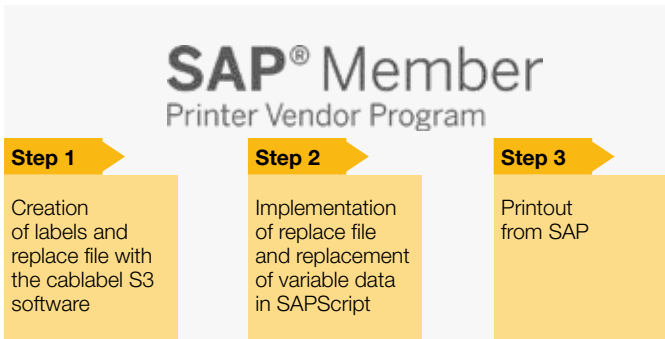 SAP® Member
Printer Vendor Program
Step 1
Creation
of labels and
replace file with
the cablabel S3
software
Step 2
Implementation
of replace file
and replacement
of variable data
in SAPScript
Step 3
Printout
from SAP